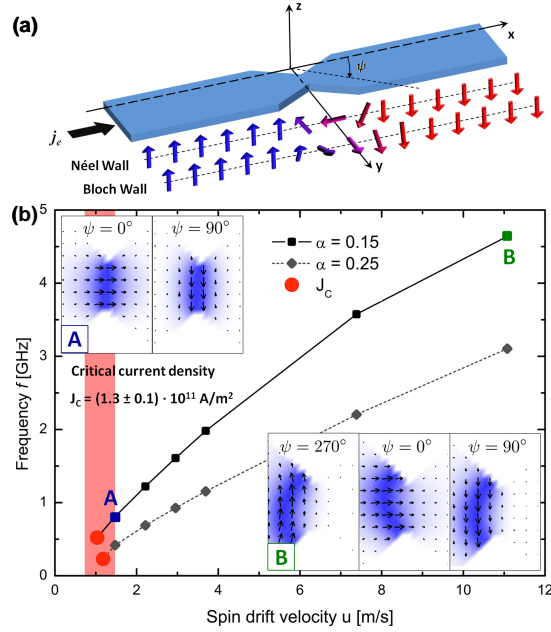 (a)
z
x
ψ
j_e
Néel Wall
Bloch Wall
y
(b)
5
4
3
2
1
0
Frequency f [GHz]
ψ = 0°
ψ = 90°
A
α = 0.15
α = 0.25
J_C
B
Critical current density
J_C = (1.3 ± 0.1) · 10^11 A/m^2
A
ψ = 270°
ψ = 0°
ψ = 90°
B
0
2
4
6
8
10
12
Spin drift velocity u [m/s]